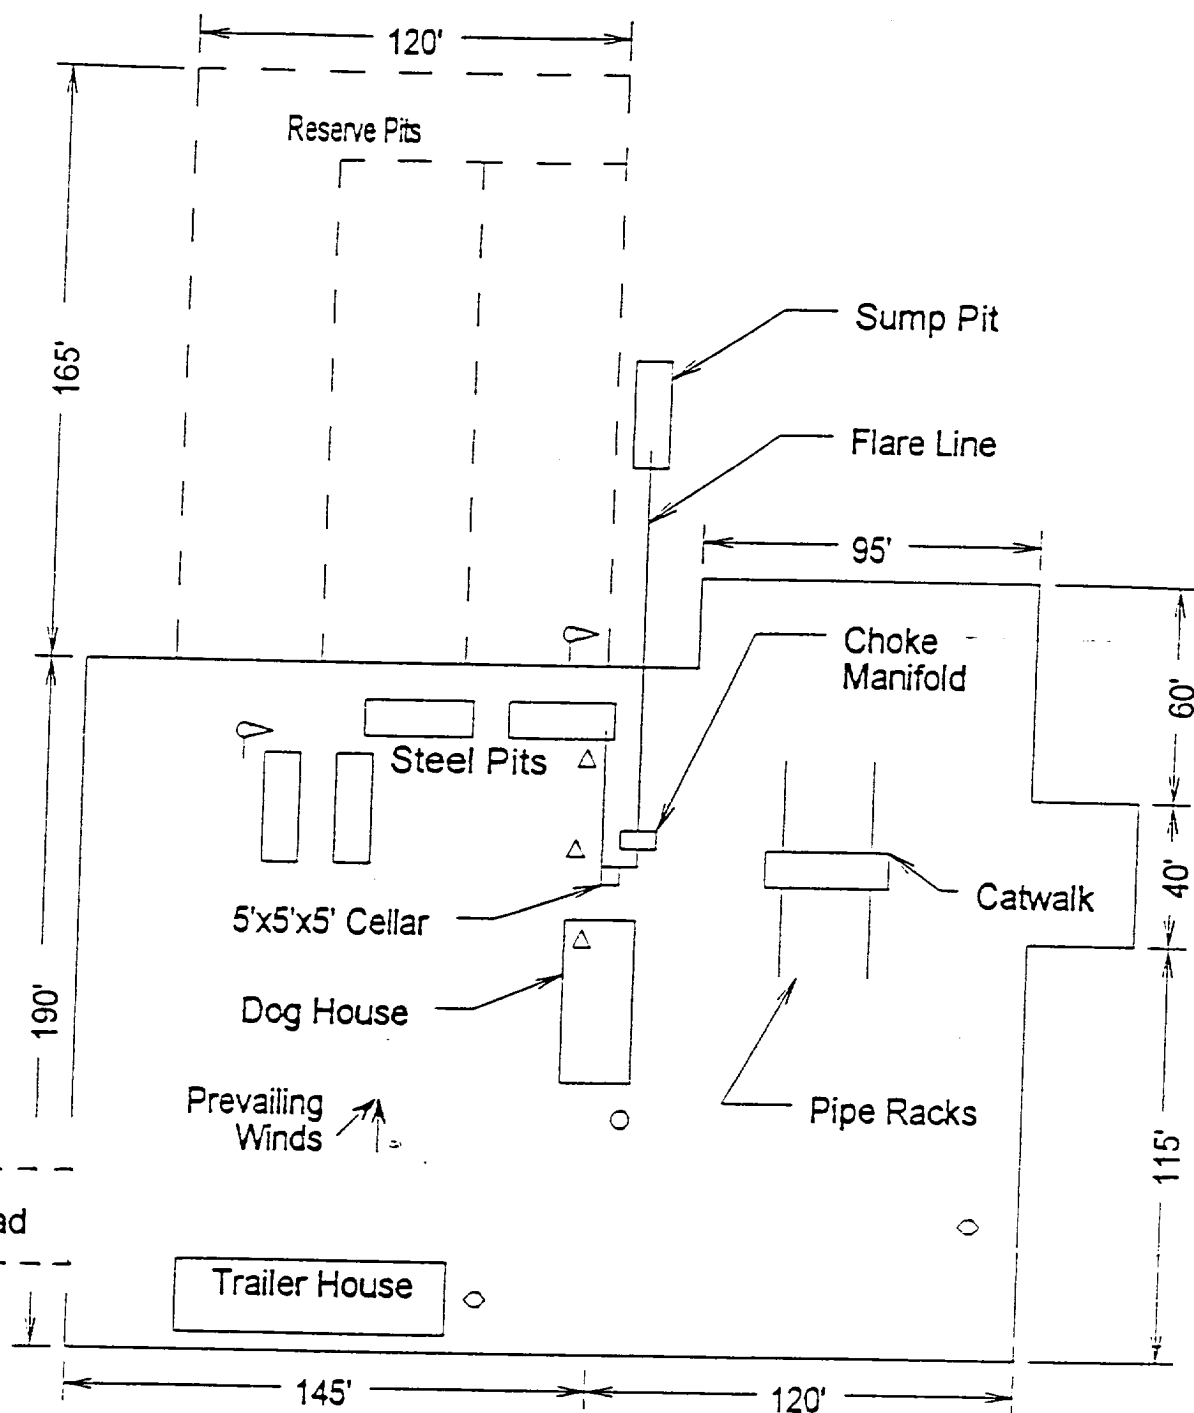 120'
Reserve Pits
165'
Sump Pit
Flare Line
95'
Choke
Manifold
60'
Steel Pits
40'
Catwalk
5'x5'x5' Cellar
190'
Dog House
Prevailing
Winds
Pipe Racks
115'
ad
Trailer House
145'
120'